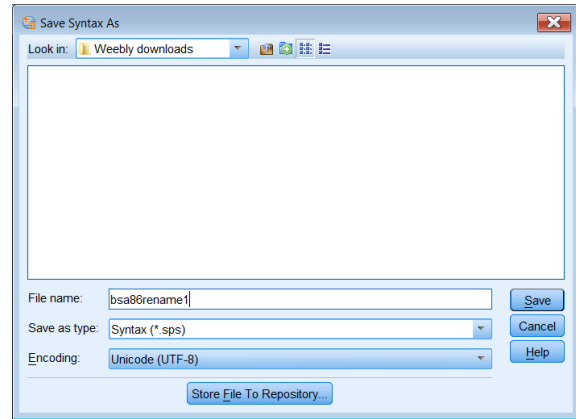 Save Syntax As
Look in: Weebly downloads
File name: bsa86rename1
Save
Save as type: Syntax (*.sps)
Cancel
Encoding: Unicode (UTF-8)
Help
Store File To Repository...